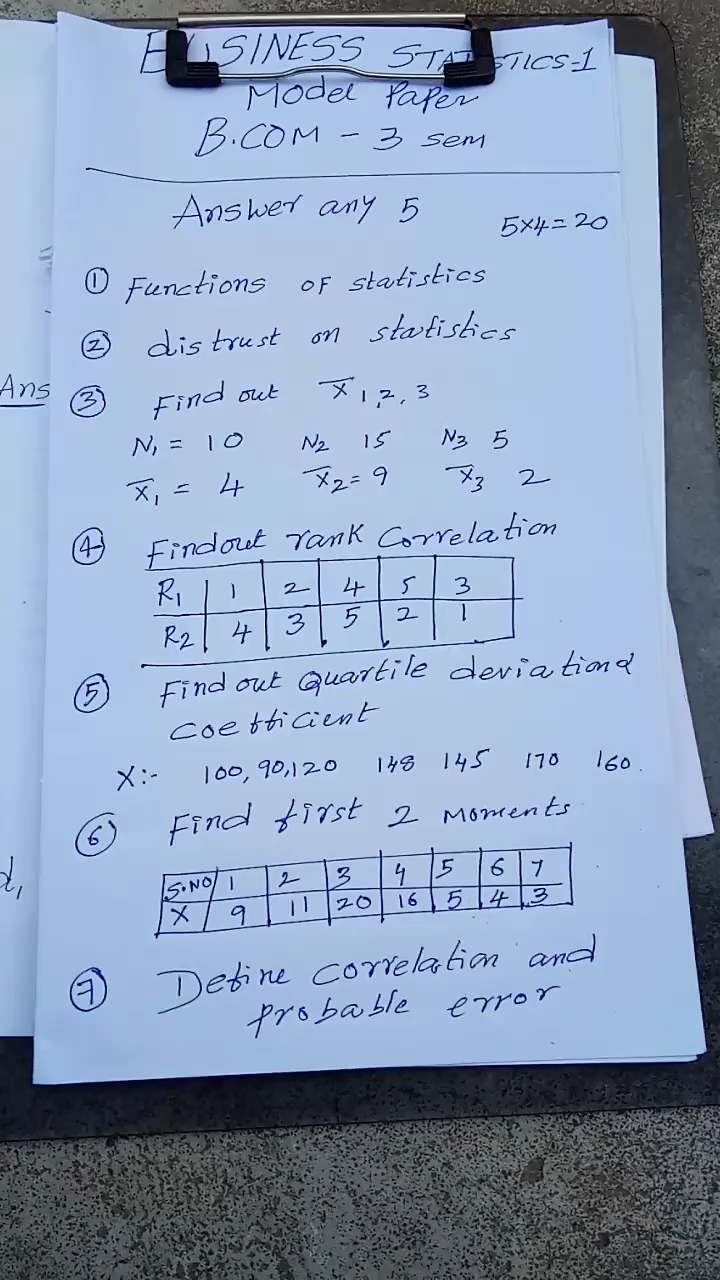 BUSINESS STATISTICS-1
Model Paper
B.COM - 3 sem
Answer any 5
5×4=20
① Functions OF statistics
② distrust on statistics
③ Find out X̅ 1,2,3
N₁ = 10 N₂ 15 N₃ 5
X̅₁ = 4 X̅₂ = 9 X̅₃ 2
④ Findout rank Correlation
R₁ 1 2 4 5 3
R₂ 4 3 5 2 1
⑤ Find out Quartile deviation &
coefficient
X:- 100, 90, 120 148 145 170 160.
⑥ Find first 2 Moments
S.NO 1 2 3 4 5 6 7
X 9 11 20 16 5 4 3
⑦ Define correlation and
probable error
Ans
d,